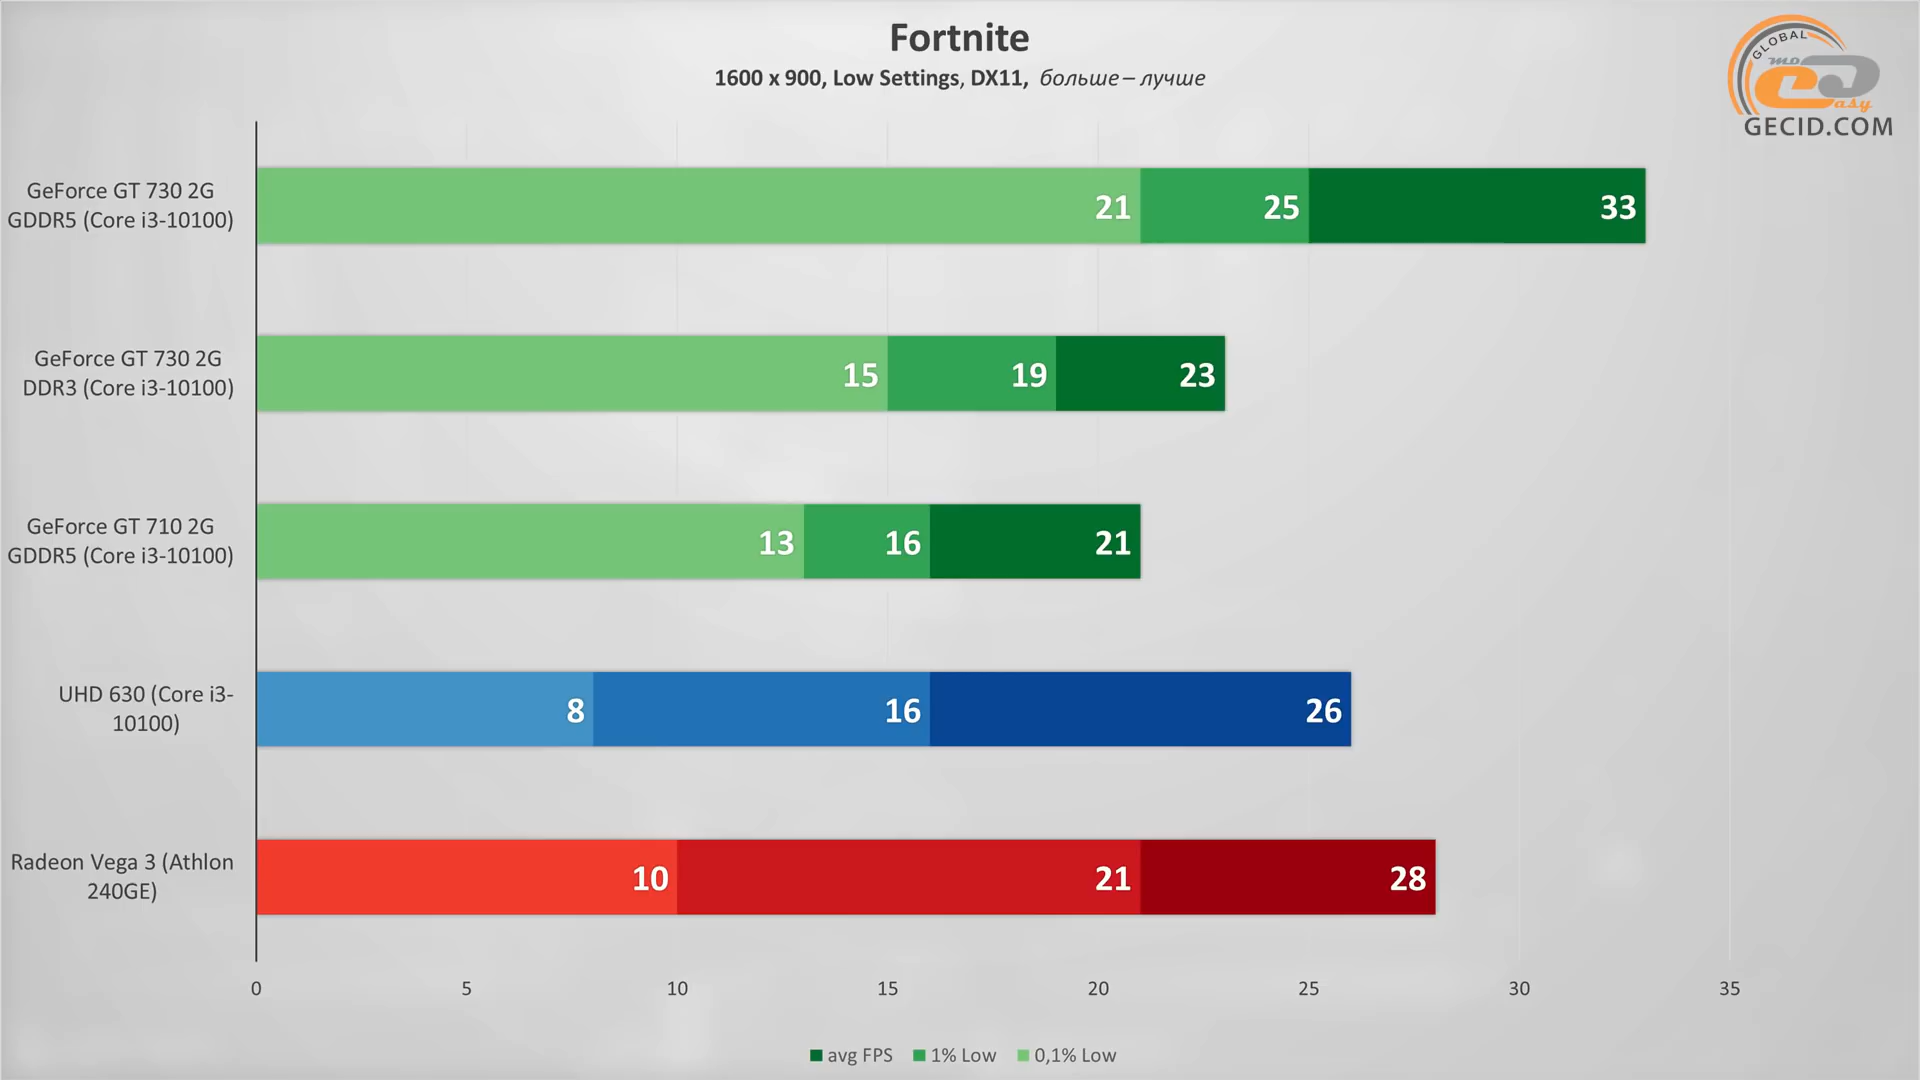 Fortnite
1600 x 900, Low Settings, DX11, больше – лучше
GLOBAL
mo
asy
GECID.COM
GeForce GT 730 2G
GDDR5 (Core i3-10100)
21 25 33
GeForce GT 730 2G
DDR3 (Core i3-10100)
15 19 23
GeForce GT 710 2G
GDDR5 (Core i3-10100)
13 16 21
UHD 630 (Core i3-
10100)
8 16 26
Radeon Vega 3 (Athlon
240GE)
10 21 28
0 5 10 15 20 25 30 35
avg FPS 1% Low 0,1% Low